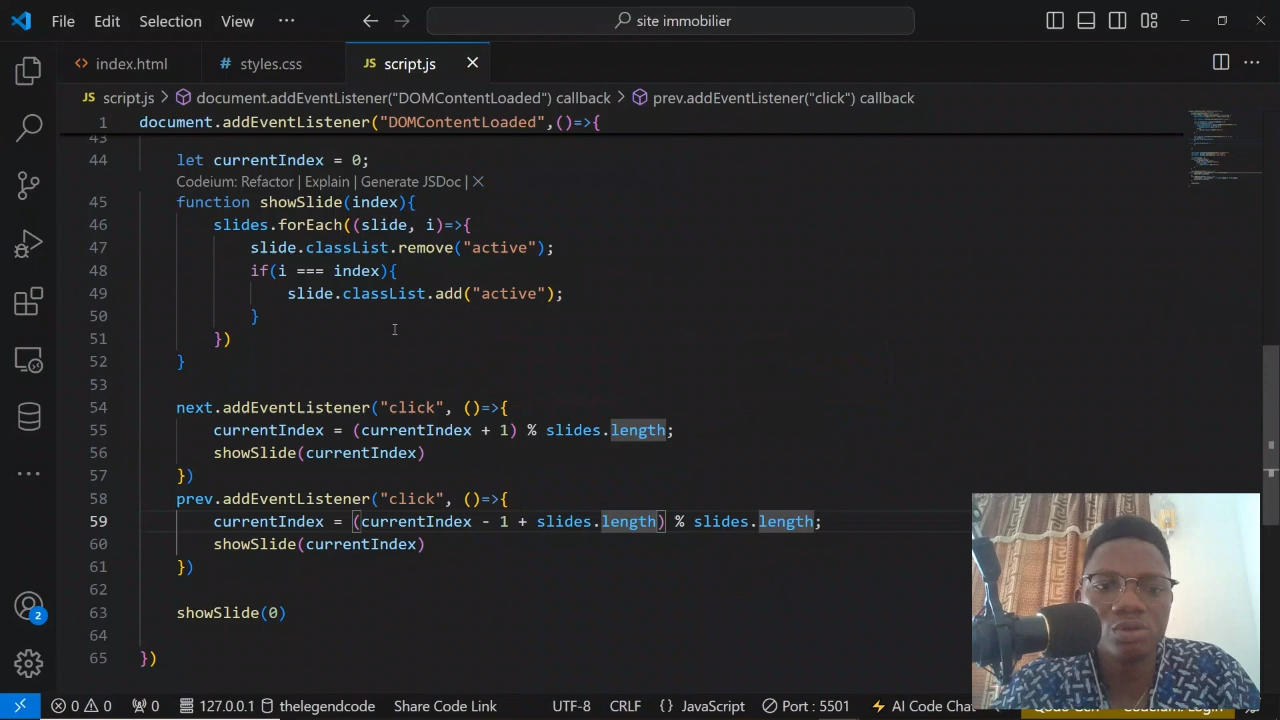 File Edit Selection View ··· site immobilier
index.html styles.css JS script.js
JS script.js > document.addEventListener("DOMContentLoaded") callback > prev.addEventListener("click") callback
1 document.addEventListener("DOMContentLoaded",()=>{
43
44 let currentIndex = 0;
Codeium: Refactor | Explain | Generate JSDoc | ×
45 function showSlide(index){
46 slides.forEach((slide, i)=>{
47 slide.classList.remove("active");
48 if(i === index){
49 slide.classList.add("active");
50 }
51 })
52 }
53
54 next.addEventListener("click", ()=>{
55 currentIndex = (currentIndex + 1) % slides.length;
56 showSlide(currentIndex)
57 })
58 prev.addEventListener("click", ()=>{
59 currentIndex = (currentIndex - 1 + slides.length) % slides.length;
60 showSlide(currentIndex)
61 })
62
63 showSlide(0)
64
65 })
2
0 0 0 127.0.0.1 thelegendcode Share Code Link UTF-8 CRLF {} JavaScript Port : 5501 AI Code Cha